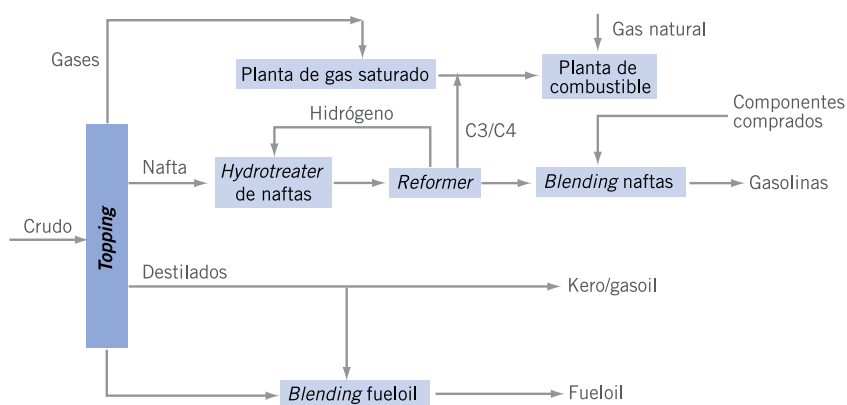 Gas natural
Gases
Planta de gas saturado
Planta de
combustible
Hidrógeno
C3/C4
Componentes
comprados
Nafta
Hydrotreater
de naftas
Reformer
Blending naftas
Gasolinas
Crudo
Topping
Destilados
Kero/gasoil
Blending fueloil
Fueloil